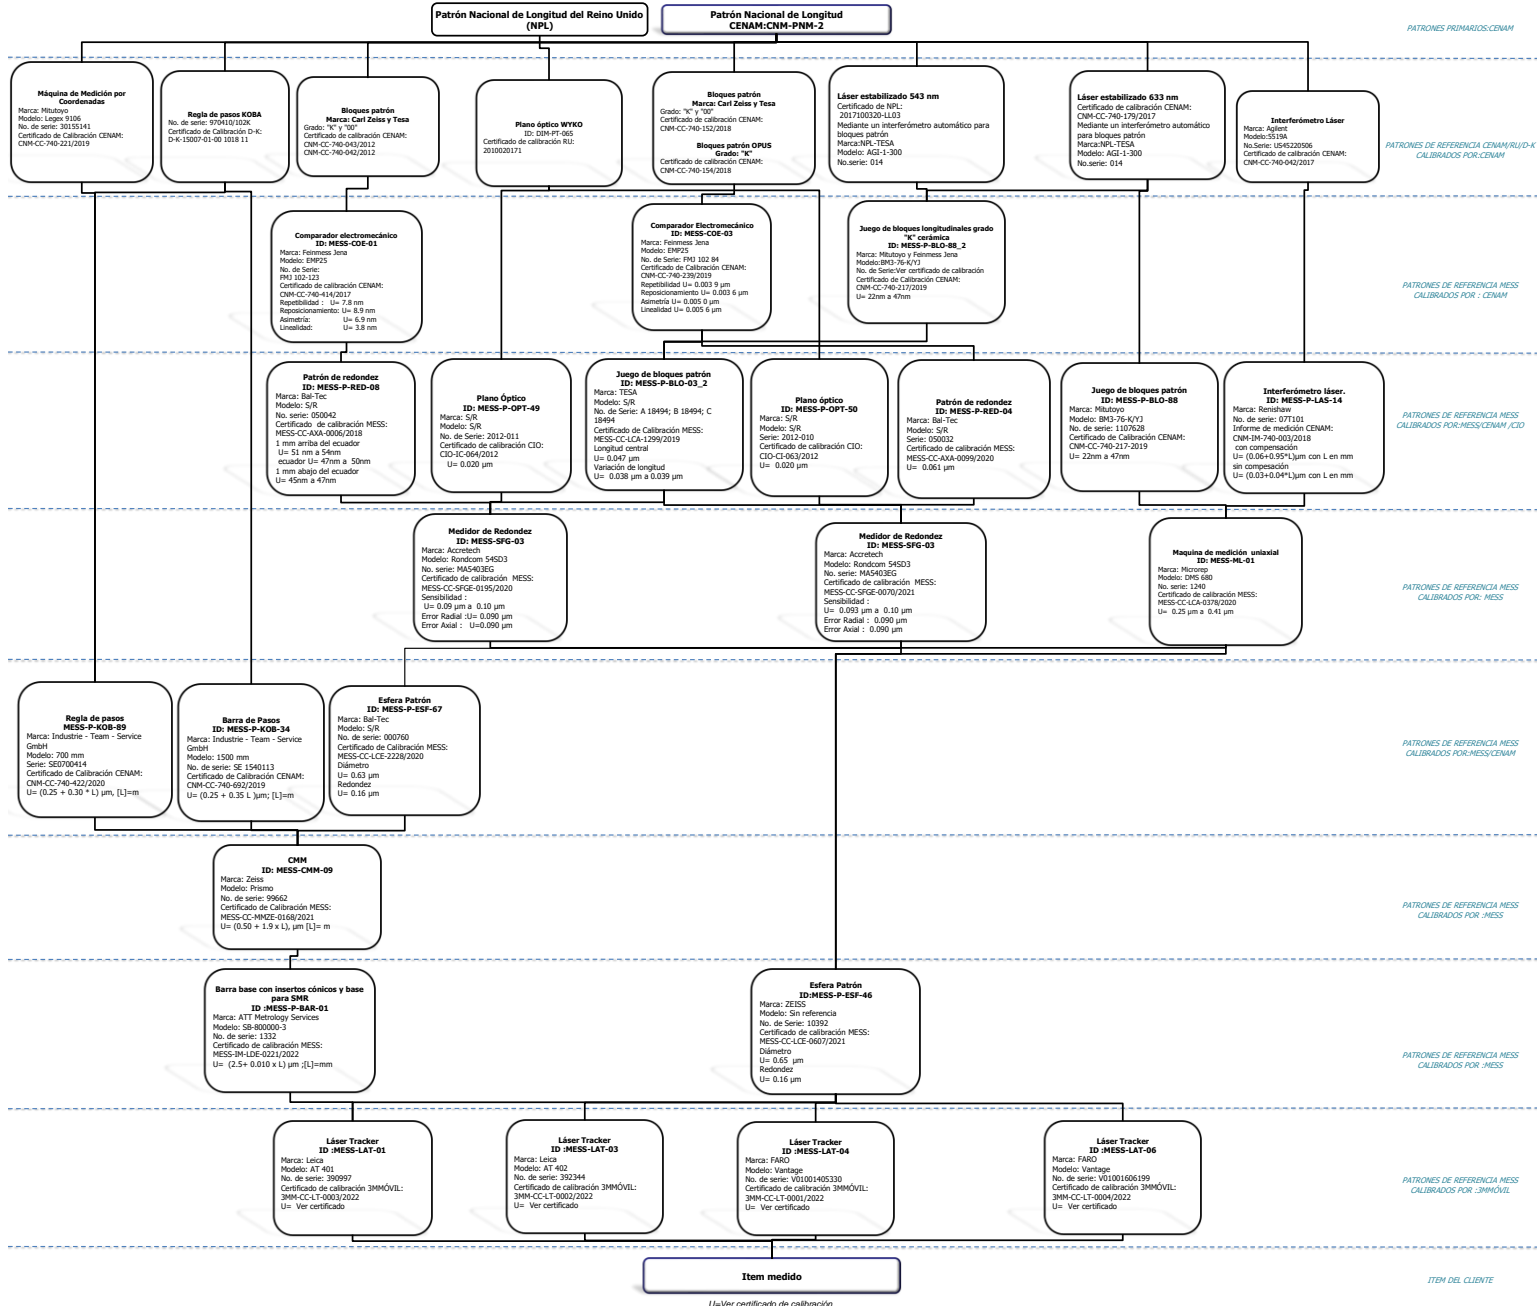 Patrón Nacional de Longitud del Reino Unido
(NPL)
Patrón Nacional de Longitud
CENAM:CNM-PNM-2
PATRONES PRIMARIOS:CENAM
Máquina de Medición por
Coordenadas
Marca: Mitutoyo
Modelo: Legex 9106
No. de serie: 30155141
Certificado de Calibración CENAM:
CNM-CC-740-221/2019
Regla de pasos KOBA
No. de serie: 970410/102K
Certificado de Calibración D-K:
D-K-15007-01-00 1018 11
Bloques patrón
Marca: Carl Zeiss y Tesa
Grado: "K" y "00"
Certificado de calibración CENAM:
CNM-CC-740-043/2012
CNM-CC-740-042/2012
Plano óptico WYKO
ID: DIM-PT-065
Certificado de calibración RU:
2010020171
Bloques patrón
Marca: Carl Zeiss y Tesa
Grado: "K" y "00"
Certificado de calibración CENAM:
CNM-CC-740-152/2018
Bloques patrón OPUS
Grado: "K"
Certificado de calibración CENAM:
CNM-CC-740-154/2018
Láser estabilizado 543 nm
Certificado de NPL:
2017100320-LL03
Mediante un interferómetro automático para
bloques patrón
Marca:NPL-TESA
Modelo: AGI-1-300
No.serie: 014
Láser estabilizado 633 nm
Certificado de calibración CENAM:
CNM-CC-740-179/2017
Mediante un interferómetro automático
para bloques patrón
Marca:NPL-TESA
Modelo: AGI-1-300
No.serie: 014
Interferómetro Láser
Marca: Agilent
Modelo:5519A
No.Serie: US45220506
Certificado de calibración CENAM:
CNM-CC-740-042/2017
PATRONES DE REFERENCIA CENAM/RU/D-K
CALIBRADOS POR:CENAM
Comparador electromecánico
ID: MESS-COE-01
Marca: Feinmess Jena
Modelo: EMP25
No. de Serie:
FMJ 102-123
Certificado de calibración CENAM:
CNM-CC-740-414/2017
Repetibilidad : U= 7.8 nm
Reposicionamiento: U= 8.9 nm
Asimetría: U= 6.9 nm
Linealidad: U= 3.8 nm
Comparador Electromecánico
ID: MESS-COE-03
Marca: Feinmess Jena
Modelo: EMP25
No. de Serie: FMJ 102 84
Certificado de Calibración CENAM:
CNM-CC-740-239/2019
Repetibilidad U= 0.003 9 µm
Reposicionamiento U= 0.003 6 µm
Asimetría U= 0.005 0 µm
Linealidad U= 0.005 6 µm
Juego de bloques longitudinales grado
"K" cerámica
ID: MESS-P-BLO-88_2
Marca: Mitutoyo y Feinmess Jena
Modelo:BM3-76-K/YJ
No. de Serie:Ver certificado de calibración
Certificado de Calibración CENAM:
CNM-CC-740-217/2019
U= 22nm a 47nm
PATRONES DE REFERENCIA MESS
CALIBRADOS POR : CENAM
Patrón de redondez
ID: MESS-P-RED-08
Marca: Bal-Tec
Modelo: S/R
No. serie: 050042
Certificado de calibración MESS:
MESS-CC-AXA-0006/2018
1 mm arriba del ecuador
U= 51 nm a 54nm
ecuador U= 47nm a 50nm
1 mm abajo del ecuador
U= 45nm a 47nm
Plano Óptico
ID: MESS-P-OPT-49
Marca: S/R
Modelo: S/R
No. de Serie: 2012-011
Certificado de calibración CIO:
CIO-IC-064/2012
U= 0.020 µm
Juego de bloques patrón
ID: MESS-P-BLO-03_2
Marca: TESA
Modelo: S/R
No. de Serie: A 18494; B 18494; C
18494
Certificado de Calibración MESS:
MESS-CC-LCA-1299/2019
Longitud central
U= 0.047 µm
Variación de longitud
U= 0.038 µm a 0.039 µm
Plano óptico
ID: MESS-P-OPT-50
Marca: S/R
Modelo: S/R
Serie: 2012-010
Certificado de calibración CIO:
CIO-CI-063/2012
U= 0.020 µm
Patrón de redondez
ID: MESS-P-RED-04
Marca: Bal-Tec
Modelo: S/R
Serie: 050032
Certificado de calibración MESS:
MESS-CC-AXA-0099/2020
U= 0.061 µm
Juego de bloques patrón
ID: MESS-P-BLO-88
Marca: Mitutoyo
Modelo: BM3-76-K/YJ
No. de serie: 1107628
Certificado de Calibración CENAM:
CNM-CC-740-217-2019
U= 22nm a 47nm
Interferómetro láser.
ID: MESS-P-LAS-14
Marca: Renishaw
No. de serie: 07T101
Informe de medición CENAM:
CNM-IM-740-003/2018
con compensación
U= (0.06+0.95*L)µm con L en mm
sin compesación
U= (0.03+0.04*L)µm con L en mm
PATRONES DE REFERENCIA MESS
CALIBRADOS POR:MESS/CENAM /CIO
Medidor de Redondez
ID: MESS-SFG-03
Marca: Accretech
Modelo: Rondcom 54SD3
No. serie: MA5403EG
Certificado de calibración MESS:
MESS-CC-SFGE-0195/2020
Sensibilidad :
U= 0.09 µm a 0.10 µm
Error Radial :U= 0.090 µm
Error Axial : U=0.090 µm
Medidor de Redondez
ID: MESS-SFG-03
Marca: Accretech
Modelo: Rondcom 54SD3
No. serie: MA5403EG
Certificado de calibración MESS:
MESS-CC-SFGE-0070/2021
Sensibilidad :
U= 0.093 µm a 0.10 µm
Error Radial : 0.090 µm
Error Axial : 0.090 µm
Maquina de medición uniaxial
ID: MESS-ML-01
Marca: Microrep
Modelo: DMS 680
No. serie: 1240
Certificado de calibración MESS:
MESS-CC-LCA-0378/2020
U= 0.25 µm a 0.41 µm
PATRONES DE REFERENCIA MESS
CALIBRADOS POR: MESS
Regla de pasos
MESS-P-KOB-89
Marca: Industrie - Team - Service
GmbH
Modelo: 700 mm
Serie: SE0700414
Certificado de Calibración CENAM:
CNM-CC-740-422/2020
U= (0.25 + 0.30 * L) µm, [L]=m
Barra de Pasos
ID: MESS-P-KOB-34
Marca: Industrie - Team - Service
GmbH
Modelo: 1500 mm
No. de serie: SE 1540113
Certificado de Calibración CENAM:
CNM-CC-740-692/2019
U= (0.25 + 0.35 L )µm; [L]=m
Esfera Patrón
ID: MESS-P-ESF-67
Marca: Bal-Tec
Modelo: S/R
No. de serie: 000760
Certificado de Calibración MESS:
MESS-CC-LCE-2228/2020
Diámetro
U= 0.63 µm
Redondez
U= 0.16 µm
PATRONES DE REFERENCIA MESS
CALIBRADOS POR:MESS/CENAM
CMM
ID: MESS-CMM-09
Marca: Zeiss
Modelo: Prismo
No. de serie: 99662
Certificado de Calibración MESS:
MESS-CC-MMZE-0168/2021
U= (0.50 + 1.9 x L), µm [L]= m
PATRONES DE REFERENCIA MESS
CALIBRADOS POR :MESS
Barra base con insertos cónicos y base
para SMR
ID :MESS-P-BAR-01
Marca: ATT Metrology Services
Modelo: SB-800000-3
No. de serie: 1332
Certificado de calibración MESS:
MESS-IM-LDE-0221/2022
U= (2.5+ 0.010 x L) µm ;[L]=mm
Esfera Patrón
ID:MESS-P-ESF-46
Marca: ZEISS
Modelo: Sin referencia
No. de Serie: 10392
Certificado de calibración MESS:
MESS-CC-LCE-0607/2021
Diámetro
U= 0.65 µm
Redondez
U= 0.16 µm
PATRONES DE REFERENCIA MESS
CALIBRADOS POR :MESS
Láser Tracker
ID :MESS-LAT-01
Marca: Leica
Modelo: AT 401
No. de serie: 390997
Certificado de calibración 3MMÓVIL:
3MM-CC-LT-0003/2022
U= Ver certificado
Láser Tracker
ID :MESS-LAT-03
Marca: Leica
Modelo: AT 402
No. de serie: 392344
Certificado de calibración 3MMÓVIL:
3MM-CC-LT-0002/2022
U= Ver certificado
Láser Tracker
ID :MESS-LAT-04
Marca: FARO
Modelo: Vantage
No. de serie: V01001405330
Certificado de calibración 3MMÓVIL:
3MM-CC-LT-0001/2022
U= Ver certificado
Láser Tracker
ID :MESS-LAT-06
Marca: FARO
Modelo: Vantage
No. de serie: V01001606199
Certificado de calibración 3MMÓVIL:
3MM-CC-LT-0004/2022
U= Ver certificado
PATRONES DE REFERENCIA MESS
CALIBRADOS POR :3MMÓVIL
Item medido
ITEM DEL CLIENTE
U=Ver certificado de calibración